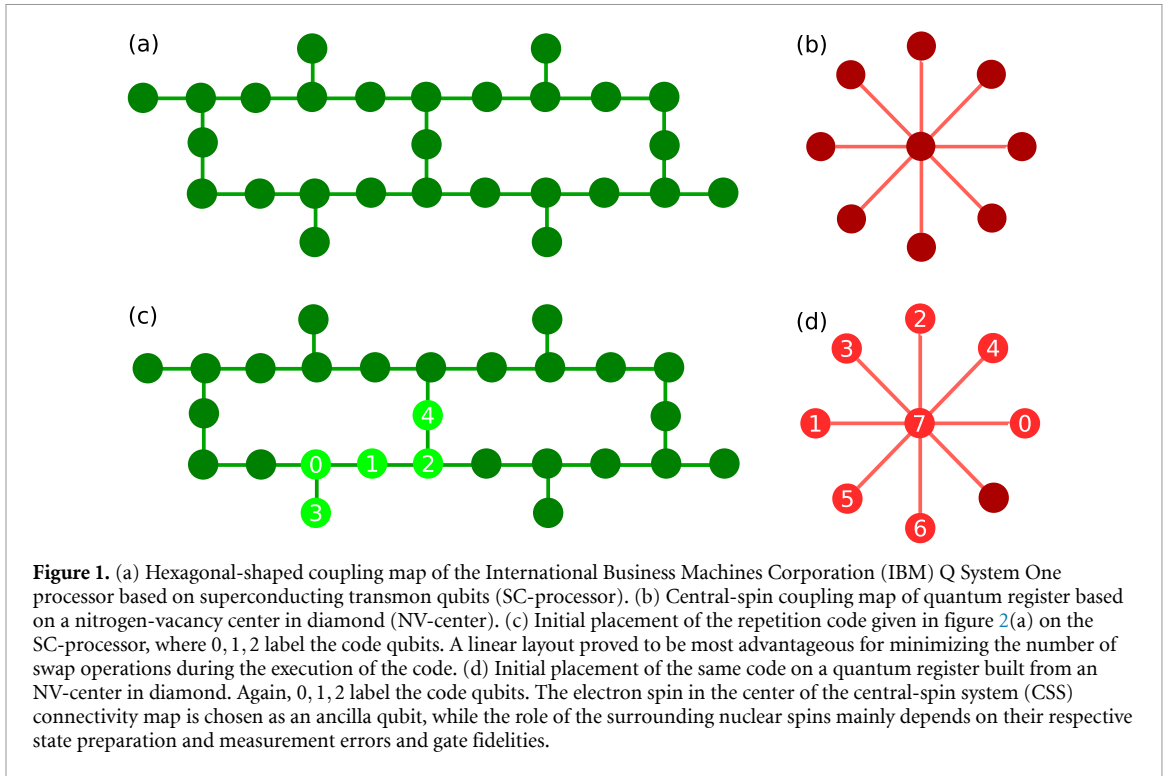 (a)
(b)
(c)
4
0 1 2
3
(d)
2
3 4
1 7 0
5
6
Figure 1. (a) Hexagonal-shaped coupling map of the International Business Machines Corporation (IBM) Q System One
processor based on superconducting transmon qubits (SC-processor). (b) Central-spin coupling map of quantum register based
on a nitrogen-vacancy center in diamond (NV-center). (c) Initial placement of the repetition code given in figure 2(a) on the
SC-processor, where 0, 1, 2 label the code qubits. A linear layout proved to be most advantageous for minimizing the number of
swap operations during the execution of the code. (d) Initial placement of the same code on a quantum register built from an
NV-center in diamond. Again, 0, 1, 2 label the code qubits. The electron spin in the center of the central-spin system (CSS)
connectivity map is chosen as an ancilla qubit, while the role of the surrounding nuclear spins mainly depends on their respective
state preparation and measurement errors and gate fidelities.